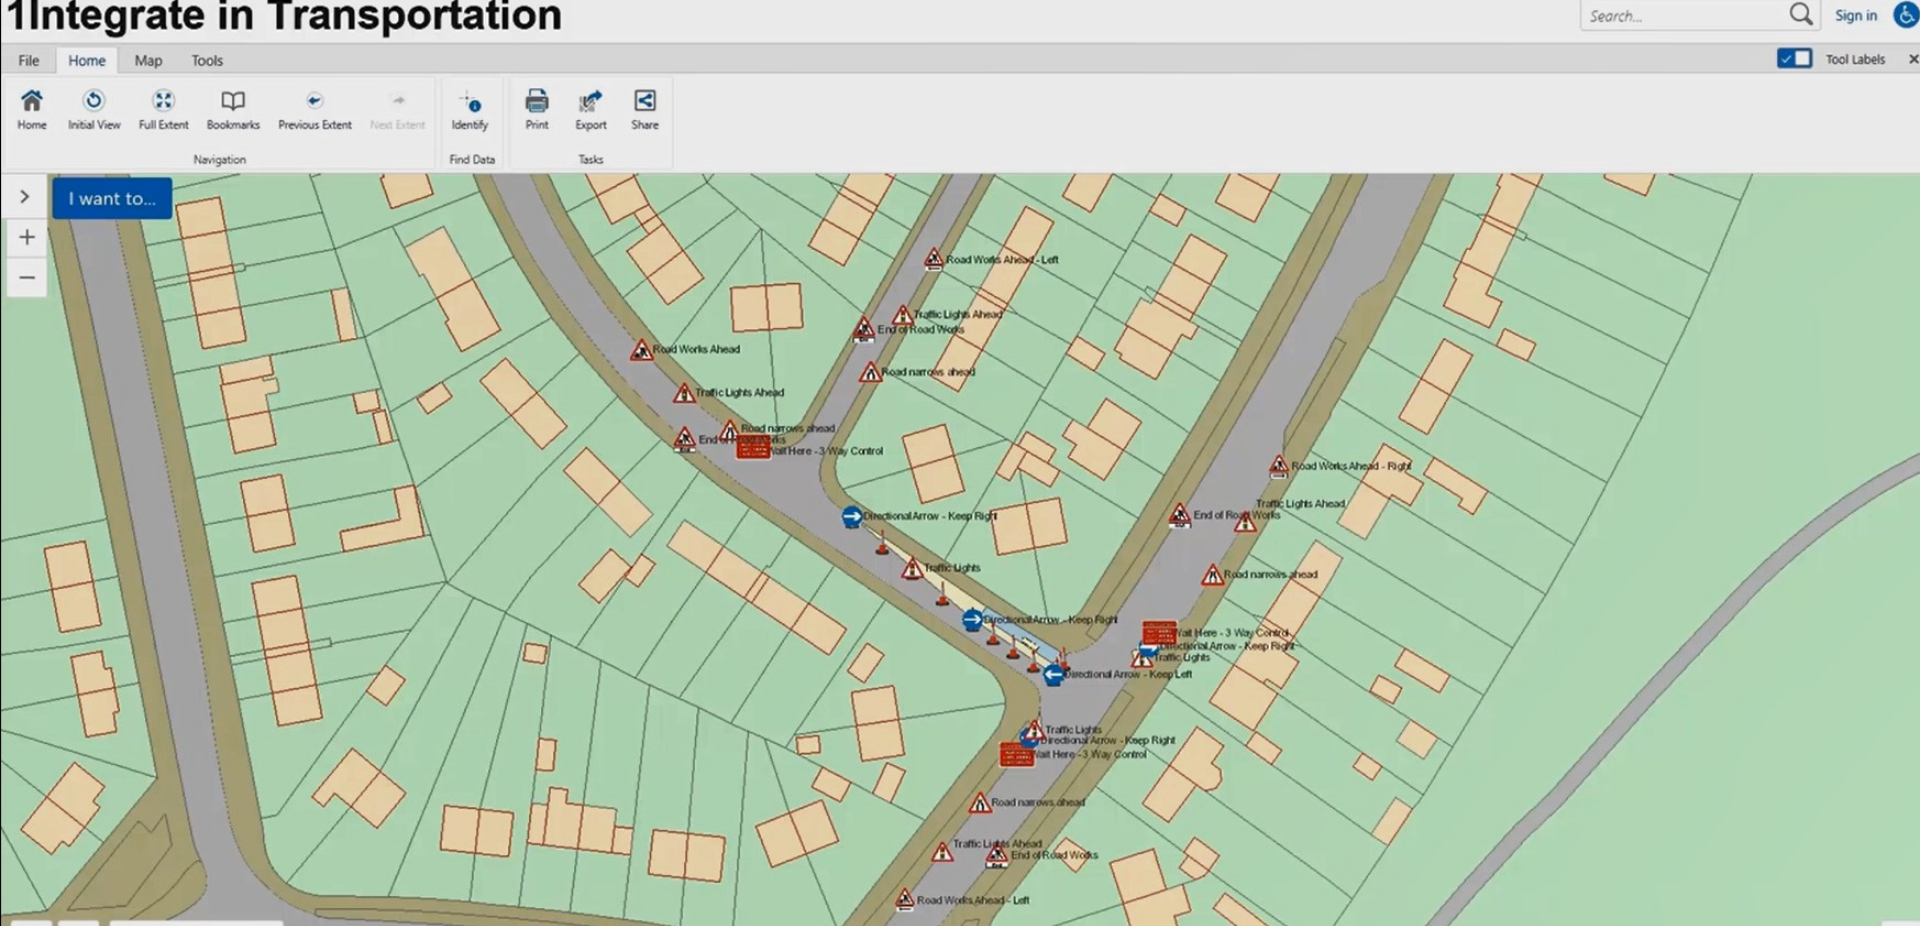 1Integrate in Transportation
Search...
Sign in
File
Home
Map
Tools
Tool Labels
Home
Initial View
Full Extent
Bookmarks
Previous Extent
Next Extent
Identify
Print
Export
Share
Navigation
Find Data
Tasks
I want to...
Road Works Ahead - Left
Traffic Lights Ahead
End of Road Works
Road Works Ahead
Road narrows ahead
Traffic Lights Ahead
Road narrows ahead
End of Road Works
Wait Here - 3 Way Control
Road Works Ahead - Right
Traffic Lights Ahead
End of Road Works
Directional Arrow - Keep Right
Traffic Lights
Road narrows ahead
Directional Arrow - Keep Right
Wait Here - 3 Way Control
Directional Arrow - Keep Right
Traffic Lights
Directional Arrow - Keep Left
Traffic Lights
Directional Arrow - Keep Right
Wait Here - 3 Way Control
Road narrows ahead
Traffic Lights Ahead
End of Road Works
Road Works Ahead - Left